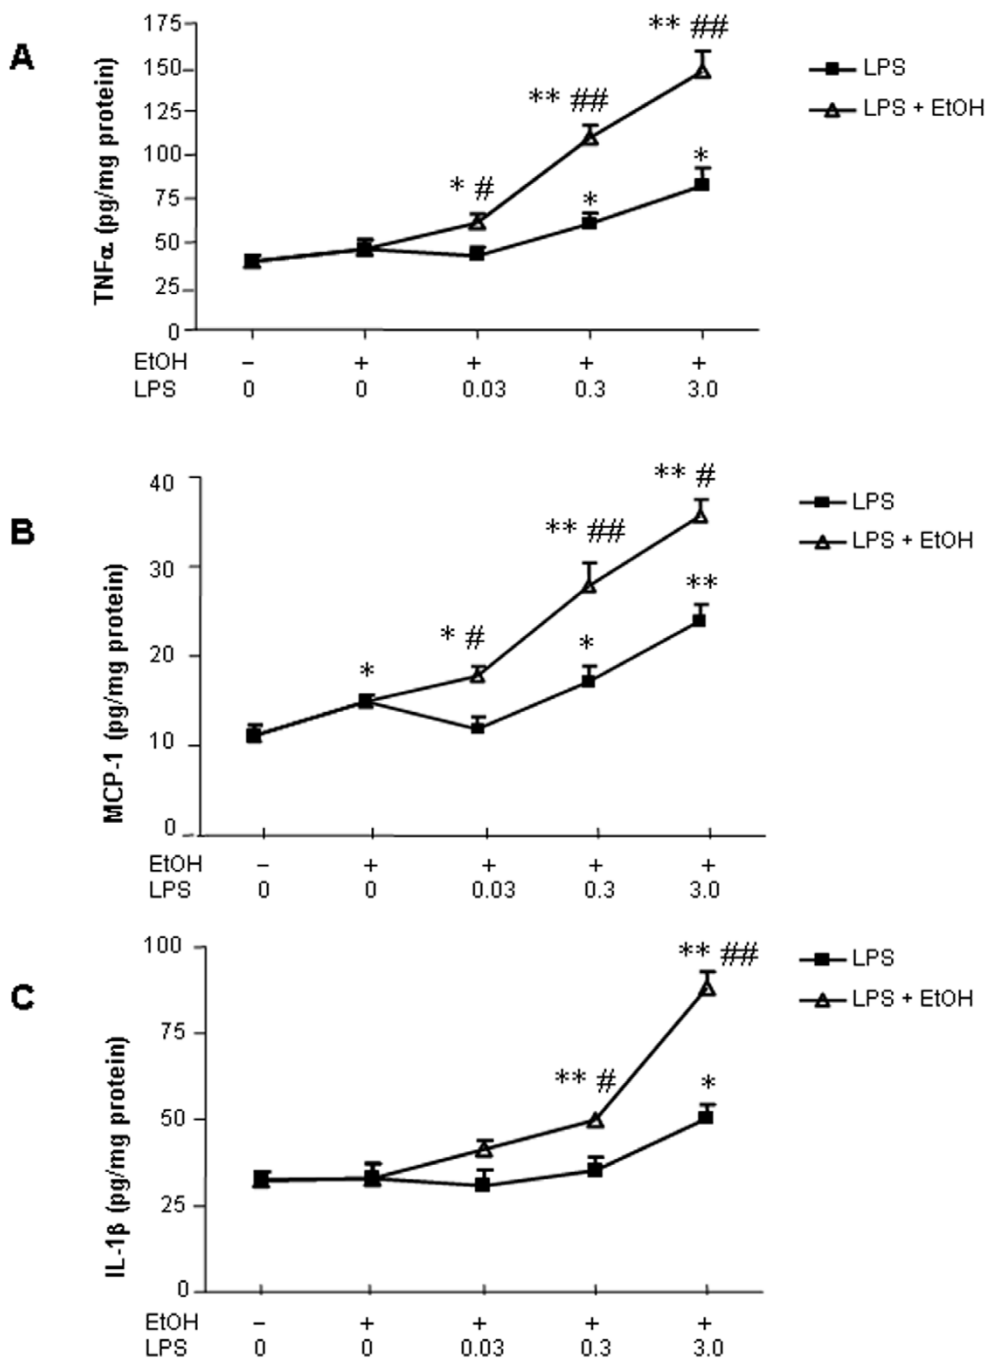 A
TNFα (pg/mg protein)
175
150
125
100
75
50
25
0
* #
** ##
*
** ##
*
LPS
LPS + EtOH
EtOH – + + + +
LPS 0 0 0.03 0.3 3.0
B
MCP-1 (pg/mg protein)
40
30
20
10
0
*
* #
** ##
*
** #
**
LPS
LPS + EtOH
EtOH – + + + +
LPS 0 0 0.03 0.3 3.0
C
IL-1β (pg/mg protein)
100
75
50
25
0
** #
** ##
*
LPS
LPS + EtOH
EtOH – + + + +
LPS 0 0 0.03 0.3 3.0